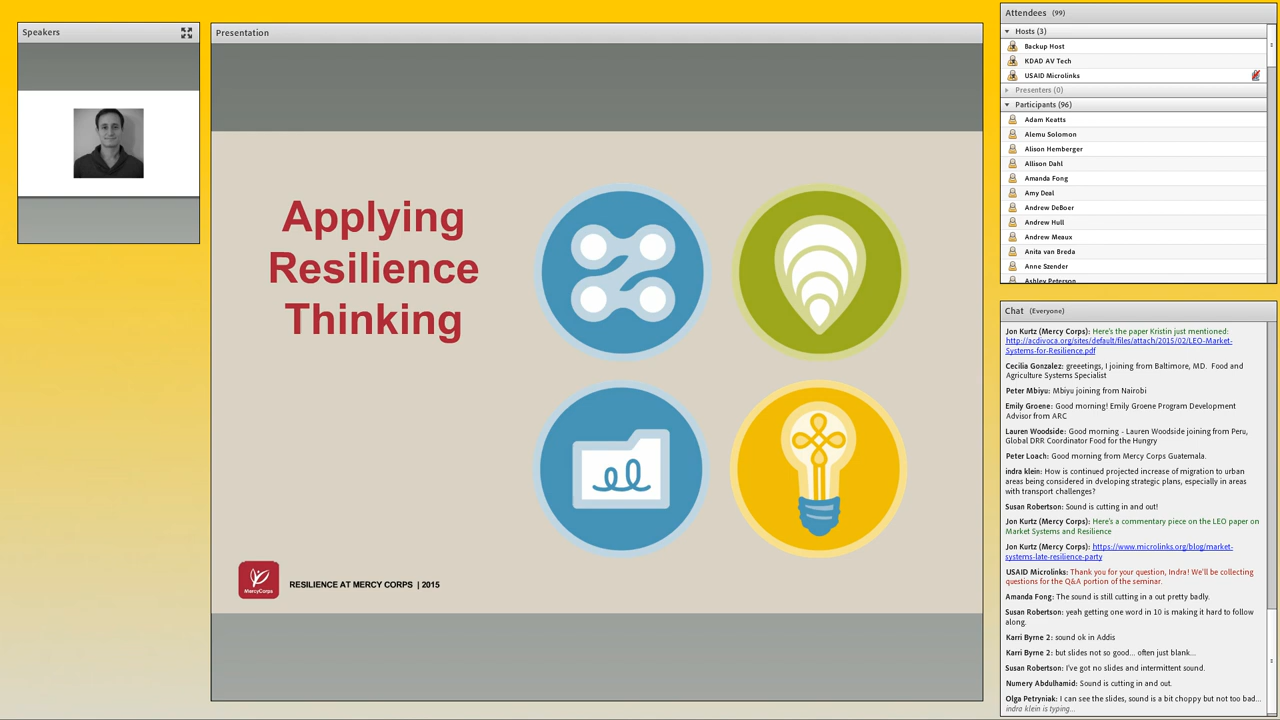 Speakers
Presentation
Applying
Resilience
Thinking
MercyCorps
RESILIENCE AT MERCY CORPS | 2015
Attendees (99)
Hosts (3)
Backup Host
KDAD AV Tech
USAID Microlinks
Presenters (0)
Participants (96)
Adam Keatts
Alemu Solomon
Alison Hemberger
Allison Dahl
Amanda Fong
Amy Deal
Andrew DeBoer
Andrew Hull
Andrew Meaux
Anita van Breda
Anne Szender
Ashley Peterson
Chat (Everyone)
Jon Kurtz (Mercy Corps): Here's the paper Kristin just mentioned:
http://acdivoca.org/sites/default/files/attach/2015/02/LEO-Market-
Systems-for-Resilience.pdf
Cecilia Gonzalez: greeetings, I joining from Baltimore, MD. Food and
Agriculture Systems Specialist
Peter Mbiyu: Mbiyu joining from Nairobi
Emily Groene: Good morning! Emily Groene Program Development
Advisor from ARC
Lauren Woodside: Good morning - Lauren Woodside joining from Peru,
Global DRR Coordinator Food for the Hungry
Peter Loach: Good morning from Mercy Corps Guatemala.
indra klein: How is continued projected increase of migration to urban
areas being considered in dveloping strategic plans, especially in areas
with transport challenges?
Susan Robertson: Sound is cutting in and out!
Jon Kurtz (Mercy Corps): Here's a commentary piece on the LEO paper on
Market Systems and Resilience
Jon Kurtz (Mercy Corps): https://www.microlinks.org/blog/market-
systems-late-resilience-party
USAID Microlinks: Thank you for your question, Indra! We'll be collecting
questions for the Q&A portion of the seminar.
Amanda Fong: The sound is still cutting in a out pretty badly.
Susan Robertson: yeah getting one word in 10 is making it hard to follow
along.
Karri Byrne 2: sound ok in Addis
Karri Byrne 2: but slides not so good... often just blank...
Susan Robertson: I've got no slides and intermittent sound.
Numery Abdulhamid: Sound is cutting in and out.
Olga Petryniak: I can see the slides, sound is a bit choppy but not too bad...
indra klein is typing...